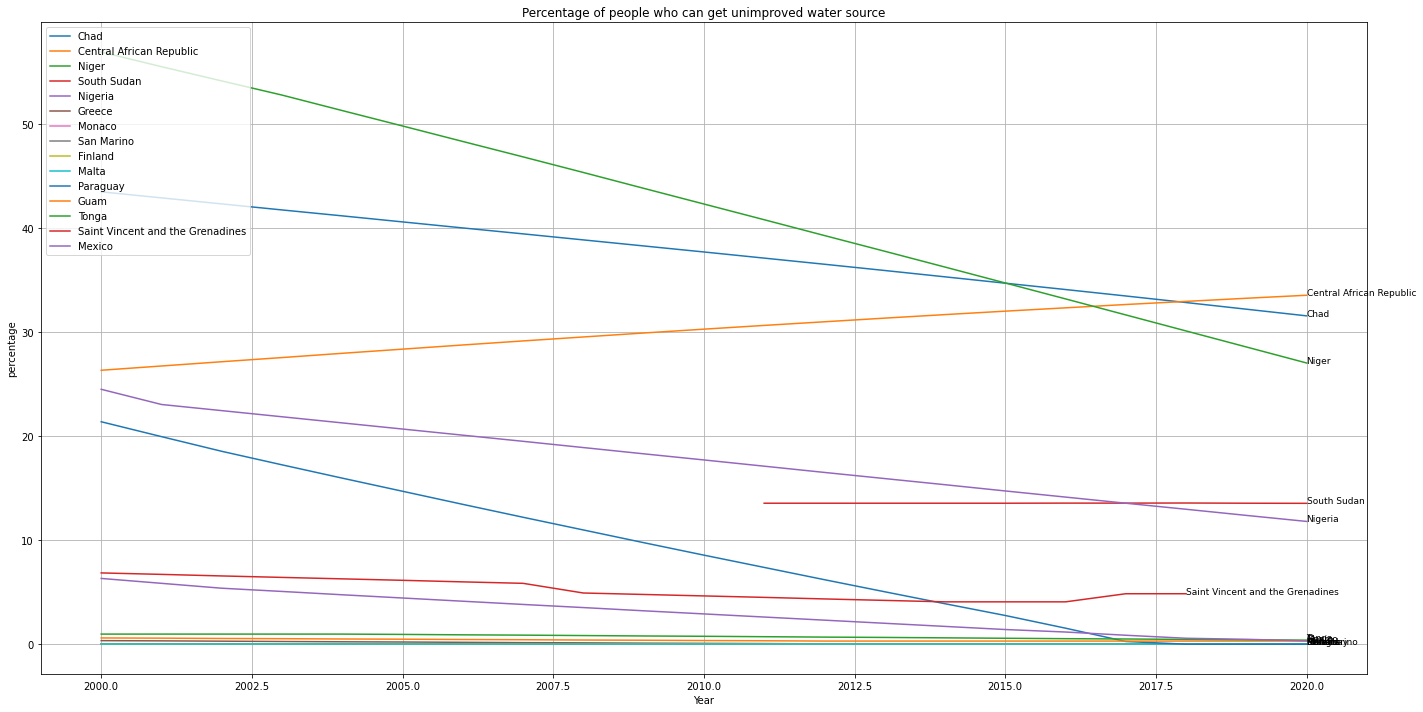 Percentage of people who can get unimproved water source
Chad
Central African Republic
Niger
South Sudan
Nigeria
Greece
Monaco
San Marino
Finland
Malta
Paraguay
Guam
Tonga
Saint Vincent and the Grenadines
Mexico
50
40
30
20
10
0
percentage
Central African Republic
Chad
Niger
South Sudan
Nigeria
Saint Vincent and the Grenadines
2000.0 2002.5 2005.0 2007.5 2010.0 2012.5 2015.0 2017.5 2020.0
Year